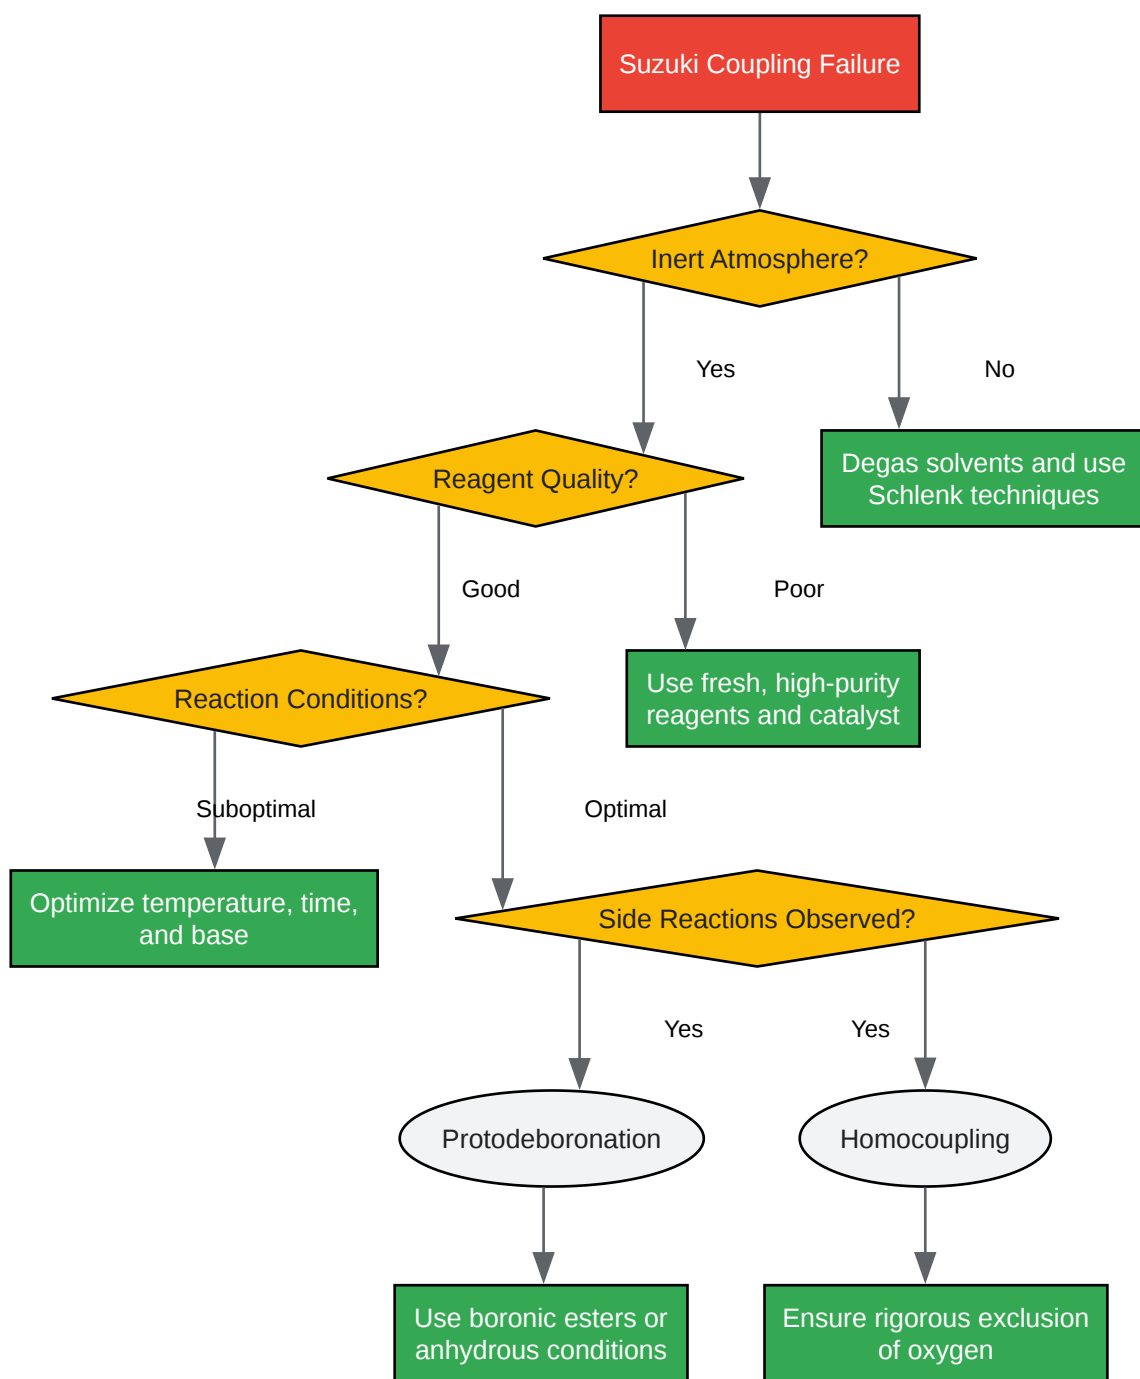 Suzuki Coupling Failure
Inert Atmosphere?
Yes
No
Reagent Quality?
Degas solvents and use
Schlenk techniques
Good
Poor
Reaction Conditions?
Use fresh, high-purity
reagents and catalyst
Suboptimal
Optimal
Optimize temperature, time,
and base
Side Reactions Observed?
Yes
Yes
Protodeboronation
Homocoupling
Use boronic esters or
anhydrous conditions
Ensure rigorous exclusion
of oxygen